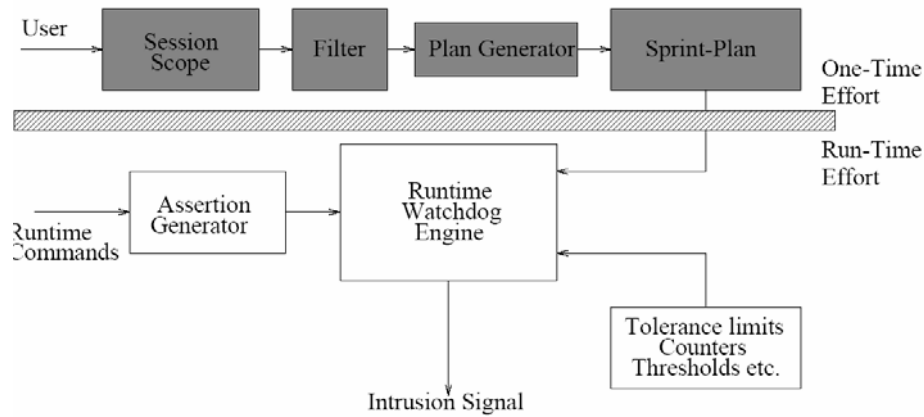 User
Session
Scope
Filter
Plan Generator
Sprint-Plan
One-Time
Effort
Run-Time
Effort
Runtime
Commands
Assertion
Generator
Runtime
Watchdog
Engine
Tolerance limits
Counters
Thresholds etc.
Intrusion Signal